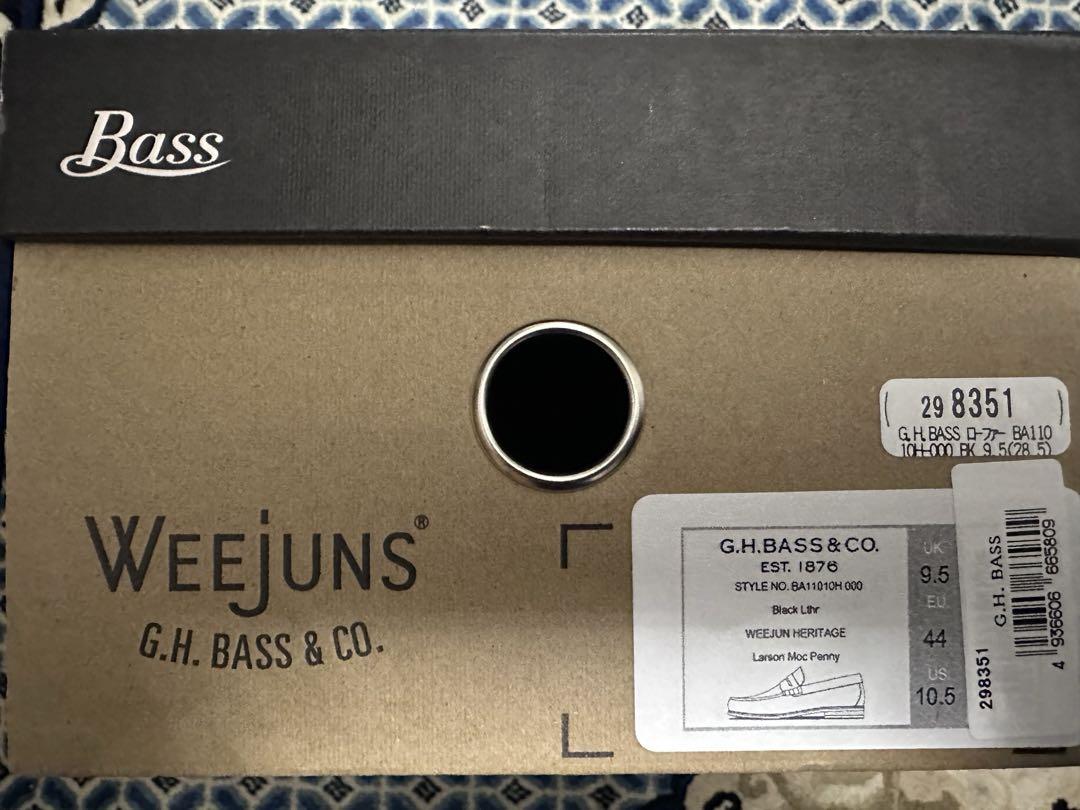 Bass
WEEJUNS®
G.H. BASS & CO.
29 8351
G.H.BASS ローファー BA110
10H-000 BK 9.5(28.5)
G.H.BASS & CO.
EST. 1876
STYLE NO. BA11010H 000
Black Lthr
WEEJUN HERITAGE
Larson Moc Penny
UK
9.5
EU
44
US
10.5
G.H. BASS
4 936606 665809
298351